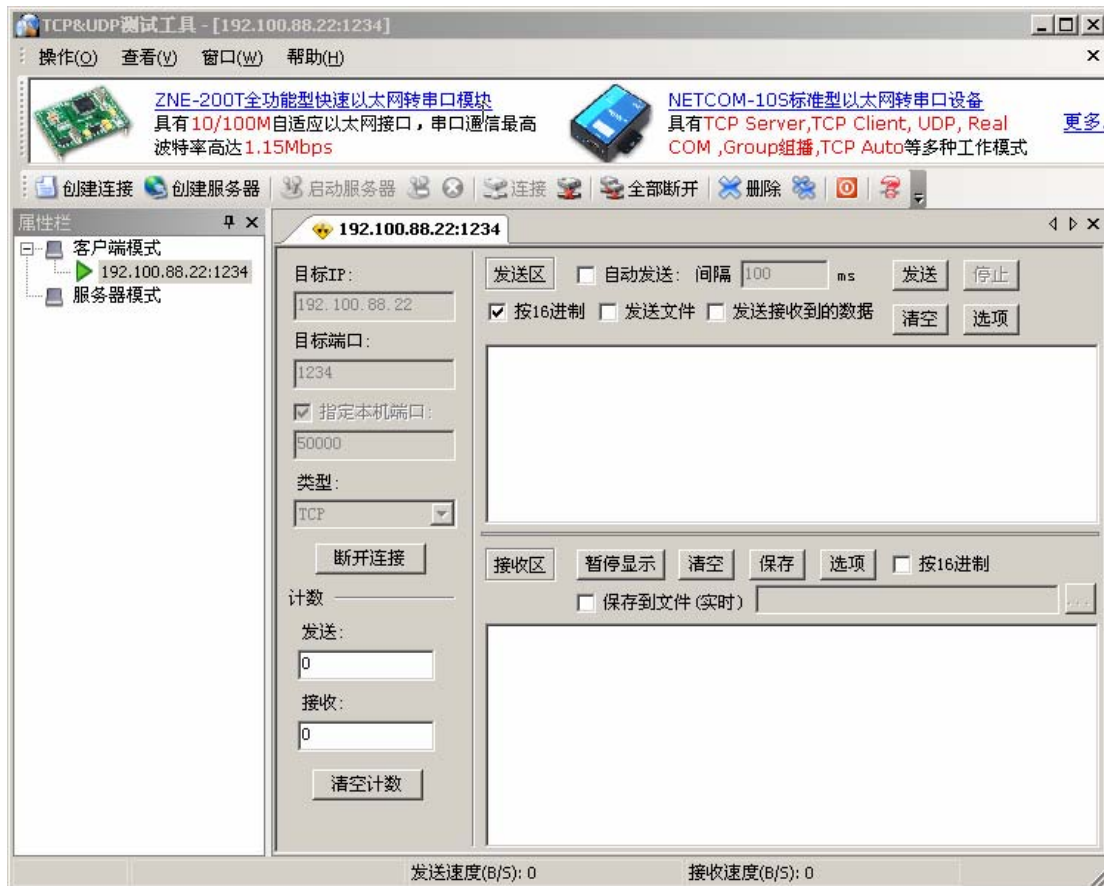 TCP&UDP测试工具 - [192.100.88.22:1234]
操作(O) 查看(V) 窗口(W) 帮助(H)
ZNE-200T全功能型快速以太网转串口模块
具有10/100M自适应以太网接口，串口通信最高
波特率高达1.15Mbps
NETCOM-10S标准型以太网转串口设备
具有TCP Server,TCP Client, UDP, Real
COM ,Group组播,TCP Auto等多种工作模式
更多.
创建连接 创建服务器 启动服务器 连接 全部断开 删除
属性栏
客户端模式
192.100.88.22:1234
服务器模式
192.100.88.22:1234
目标IP:
192.100.88.22
目标端口:
1234
指定本机端口:
50000
类型:
TCP
断开连接
计数
发送:
0
接收:
0
清空计数
发送区 自动发送: 间隔 100 ms 发送 停止
按16进制 发送文件 发送接收到的数据 清空 选项
接收区 暂停显示 清空 保存 选项 按16进制
保存到文件(实时) ...
发送速度(B/S): 0 接收速度(B/S): 0